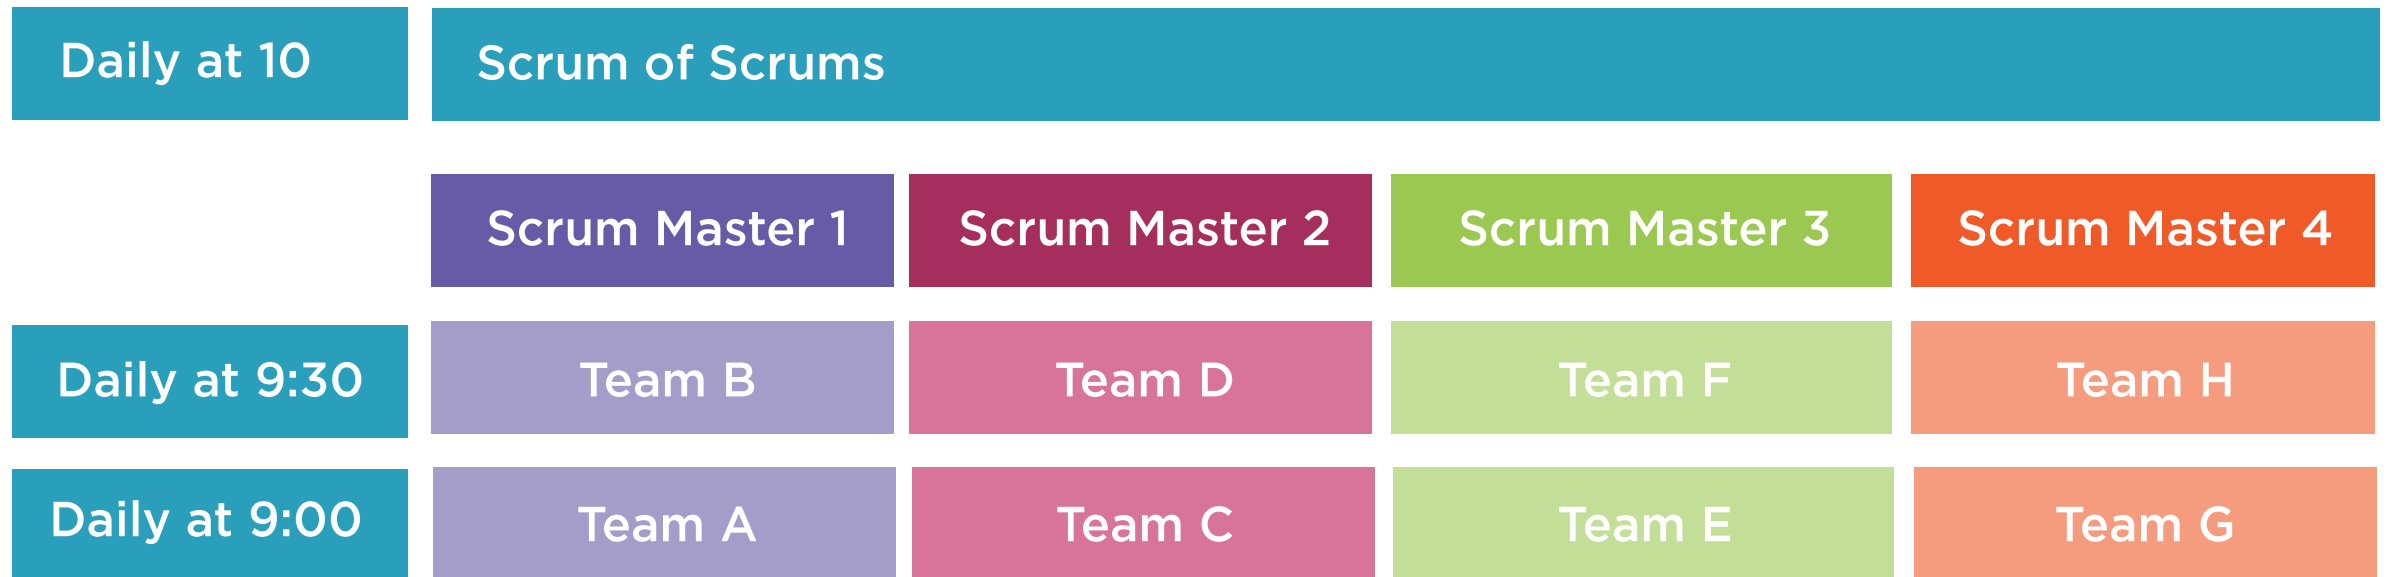 Daily at 10
Scrum of Scrums
Scrum Master 1
Scrum Master 2
Scrum Master 3
Scrum Master 4
Daily at 9:30
Team B
Team D
Team F
Team H
Daily at 9:00
Team A
Team C
Team E
Team G